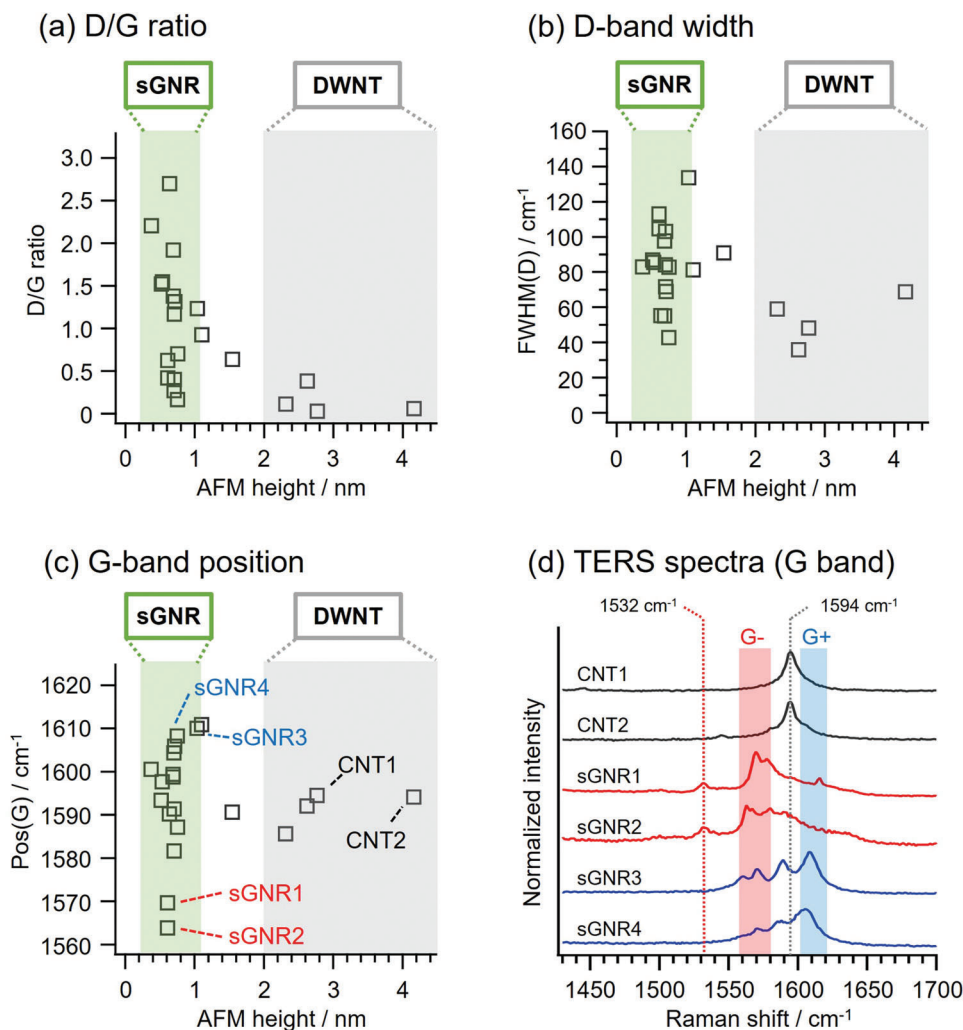 (a) D/G ratio
sGNR
DWNT
3.0
2.5
2.0
1.5
1.0
0.5
0
D/G ratio
0 1 2 3 4
AFM height / nm
(b) D-band width
sGNR
DWNT
160
140
120
100
80
60
40
20
0
FWHM(D) / cm⁻¹
0 1 2 3 4
AFM height / nm
(c) G-band position
sGNR
DWNT
1620
1610
1600
1590
1580
1570
1560
Pos(G) / cm⁻¹
sGNR4
sGNR3
CNT1
CNT2
sGNR1
sGNR2
0 1 2 3 4
AFM height / nm
(d) TERS spectra (G band)
1532 cm⁻¹
1594 cm⁻¹
G-
G+
CNT1
CNT2
sGNR1
sGNR2
sGNR3
sGNR4
Normalized intensity
1450 1500 1550 1600 1650 1700
Raman shift / cm⁻¹